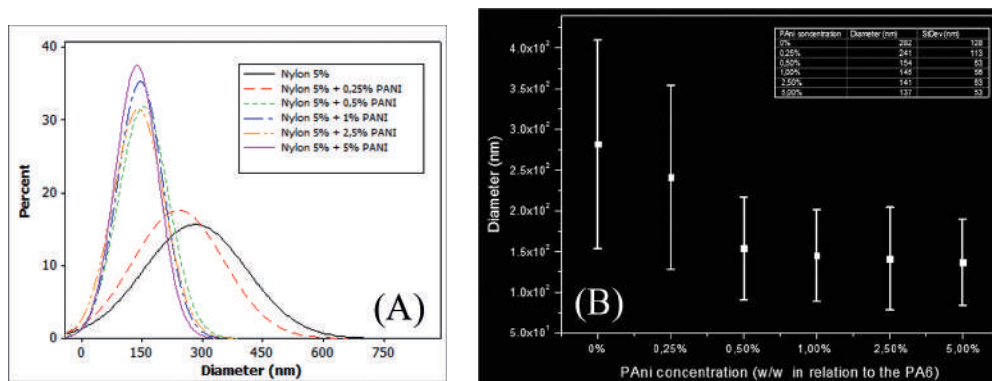 40
30
20
10
0
Percent
0 150 300 450 600 750
Diameter (nm)
Nylon 5%
Nylon 5% + 0,25% PANI
Nylon 5% + 0,5% PANI
Nylon 5% + 1% PANI
Nylon 5% + 2,5% PANI
Nylon 5% + 5% PANI
(A)
4,0x10²
3,5x10²
3,0x10²
2,5x10²
2,0x10²
1,5x10²
1,0x10²
5,0x10¹
Diameter (nm)
PAni concentration Diameter (nm) StDev (nm)
0% 282 128
0,25% 241 113
0,50% 154 63
1,00% 145 56
2,50% 141 63
5,00% 137 53
(B)
0% 0,25% 0,50% 1,00% 2,50% 5,00%
PAni concentration (w/w in relation to the PA6)